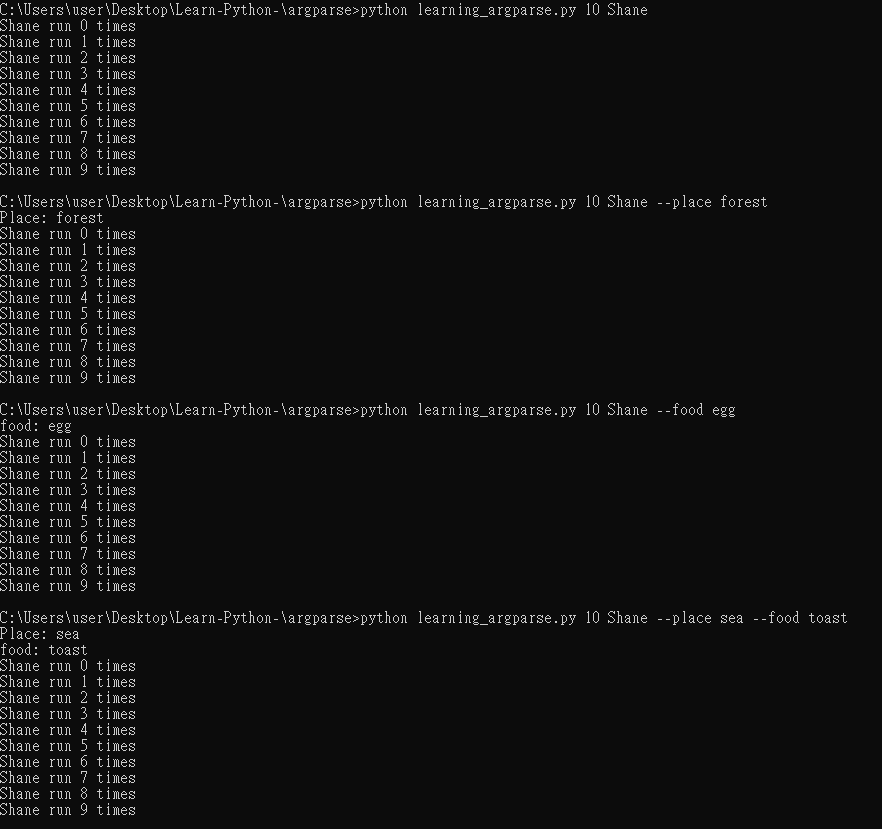 C:\Users\user\Desktop\Learn-Python-\argparse>python learning_argparse.py 10 Shane
Shane run 0 times
Shane run 1 times
Shane run 2 times
Shane run 3 times
Shane run 4 times
Shane run 5 times
Shane run 6 times
Shane run 7 times
Shane run 8 times
Shane run 9 times
C:\Users\user\Desktop\Learn-Python-\argparse>python learning_argparse.py 10 Shane --place forest
Place: forest
Shane run 0 times
Shane run 1 times
Shane run 2 times
Shane run 3 times
Shane run 4 times
Shane run 5 times
Shane run 6 times
Shane run 7 times
Shane run 8 times
Shane run 9 times
C:\Users\user\Desktop\Learn-Python-\argparse>python learning_argparse.py 10 Shane --food egg
food: egg
Shane run 0 times
Shane run 1 times
Shane run 2 times
Shane run 3 times
Shane run 4 times
Shane run 5 times
Shane run 6 times
Shane run 7 times
Shane run 8 times
Shane run 9 times
C:\Users\user\Desktop\Learn-Python-\argparse>python learning_argparse.py 10 Shane --place sea --food toast
Place: sea
food: toast
Shane run 0 times
Shane run 1 times
Shane run 2 times
Shane run 3 times
Shane run 4 times
Shane run 5 times
Shane run 6 times
Shane run 7 times
Shane run 8 times
Shane run 9 times